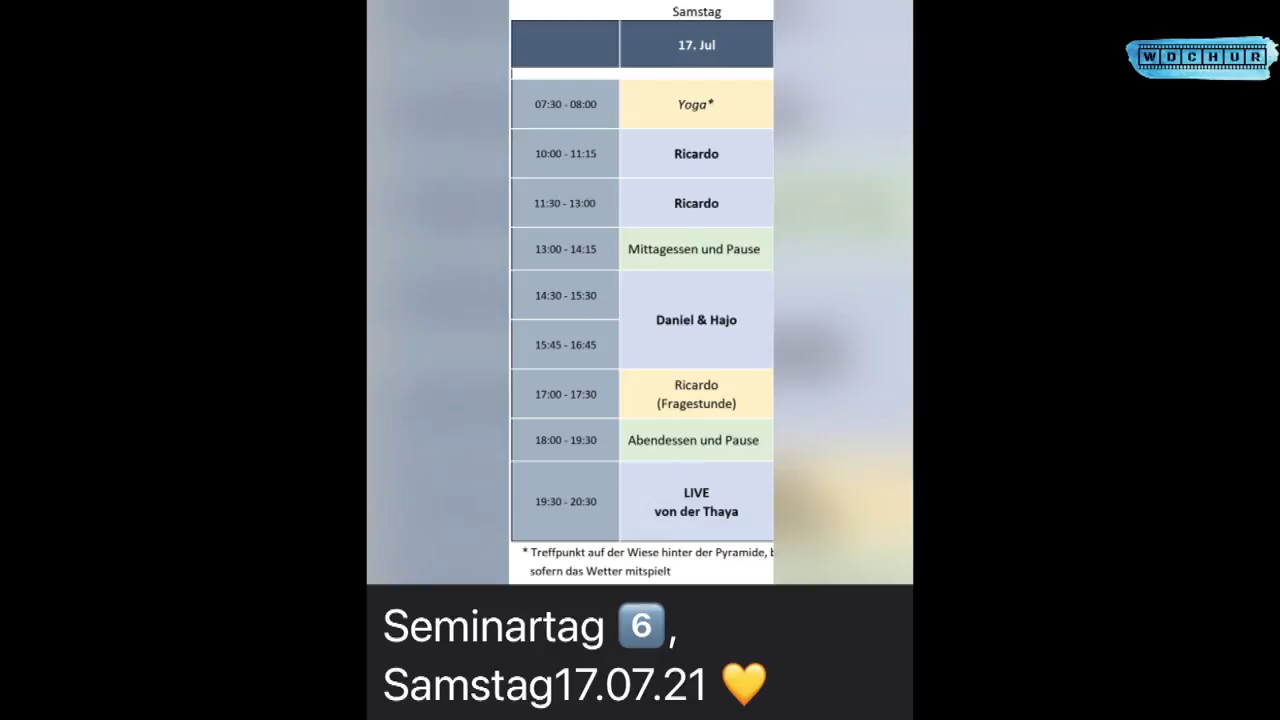 Samstag
17. Jul
07:30 - 08:00 Yoga*
10:00 - 11:15 Ricardo
11:30 - 13:00 Ricardo
13:00 - 14:15 Mittagessen und Pause
14:30 - 15:30
Daniel & Hajo
15:45 - 16:45
17:00 - 17:30 Ricardo
(Fragestunde)
18:00 - 19:30 Abendessen und Pause
19:30 - 20:30 LIVE
von der Thaya
* Treffpunkt auf der Wiese hinter der Pyramide,
sofern das Wetter mitspielt
Seminartag 6️⃣,
Samstag17.07.21 💛
WDCHUR